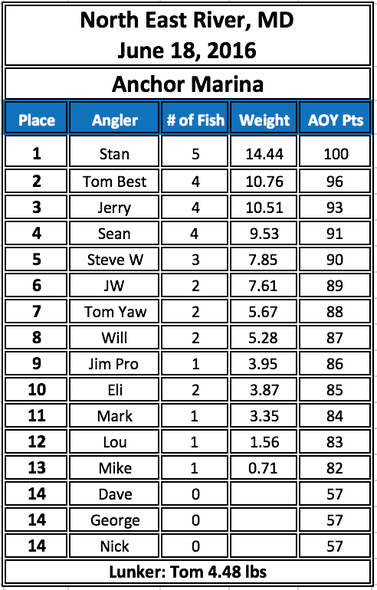 North East River, MD
June 18, 2016
Anchor Marina
Place Angler # of Fish Weight AOY Pts
1 Stan 5 14.44 100
2 Tom Best 4 10.76 96
3 Jerry 4 10.51 93
4 Sean 4 9.53 91
5 Steve W 3 7.85 90
6 JW 2 7.61 89
7 Tom Yaw 2 5.67 88
8 Will 2 5.28 87
9 Jim Pro 1 3.95 86
10 Eli 2 3.87 85
11 Mark 1 3.35 84
12 Lou 1 1.56 83
13 Mike 1 0.71 82
14 Dave 0 57
14 George 0 57
14 Nick 0 57
Lunker: Tom 4.48 lbs